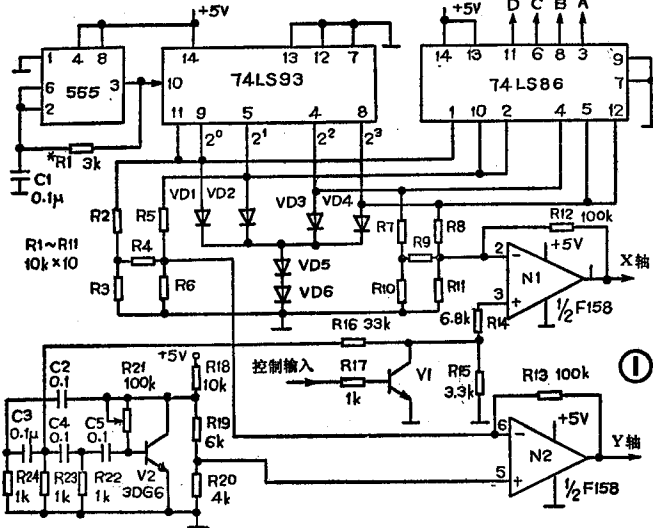 +5V
+5V
D C B A
1 4 8
555
6
2
3
14 13 12 7
10 74LS93
11 9 5 4 8
2⁰ 2¹ 2² 2³
14 13 11 6 8 3
74LS86
9
7
1 10 2 4 5 12
*R1 3k
C1
0.1μ
VD1 VD2 VD3 VD4
R2 R5
R4
R3 R6
R1~R11
10k×10
VD5
VD6
R7 R8
R9
R10 R11
R12 100k
+5V
2 −
N1
1
X轴
3 +
½F158
6.8k R14
R16 33k
控制输入
R17
1k
V1
R15
3.3k
①
+5V
R18
10k
C2
0.1
R21
100k
C3
0.1μ
C4
0.1
C5
0.1
R19
6k
R24
1k
R23
1k
R22
1k
V2
3DG6
R20
4k
R13 100k
+5V
6 −
N2
Y轴
5 +
½F158